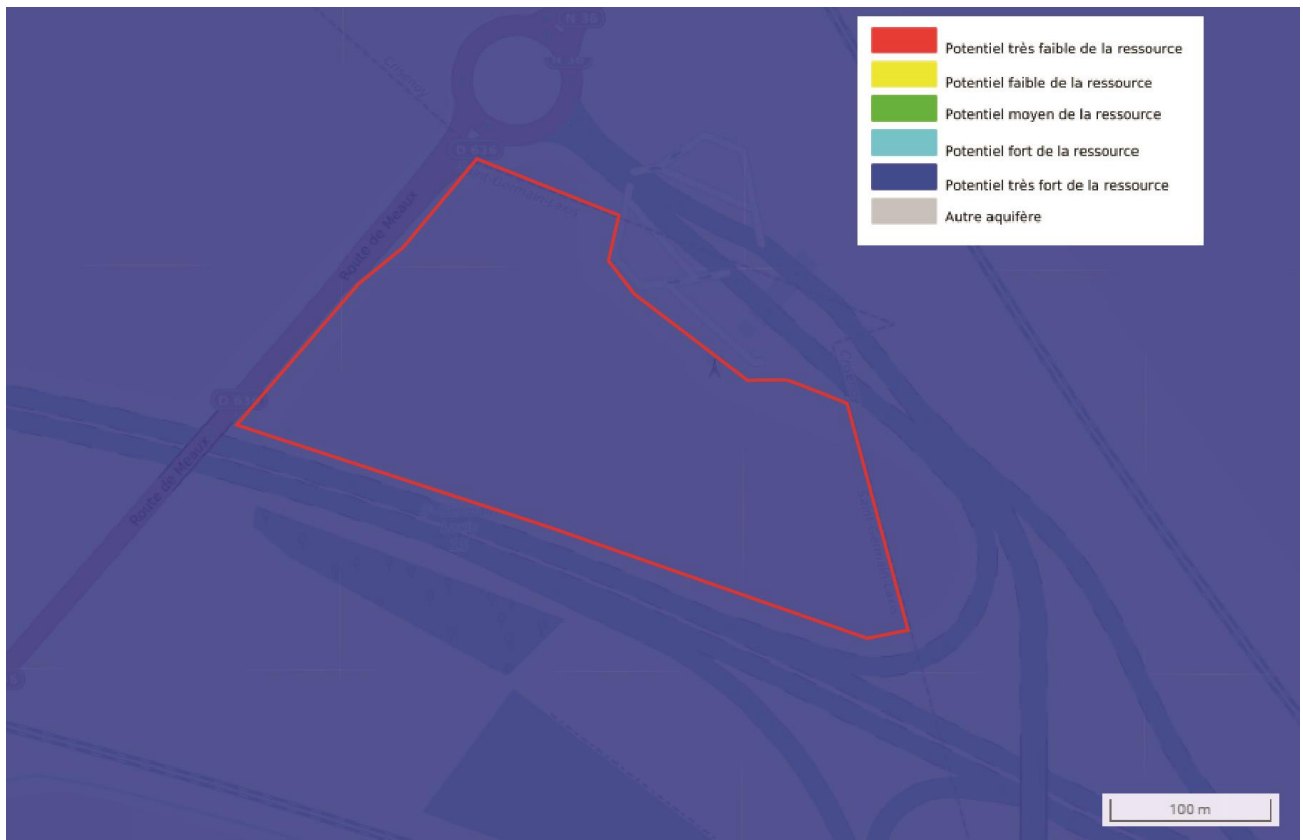 N 36
Potentiel très faible de la ressource
Potentiel faible de la ressource
Potentiel moyen de la ressource
Potentiel fort de la ressource
Potentiel très fort de la ressource
Autre aquifère
D 636
Route de Meaux
Route de Meaux
100 m